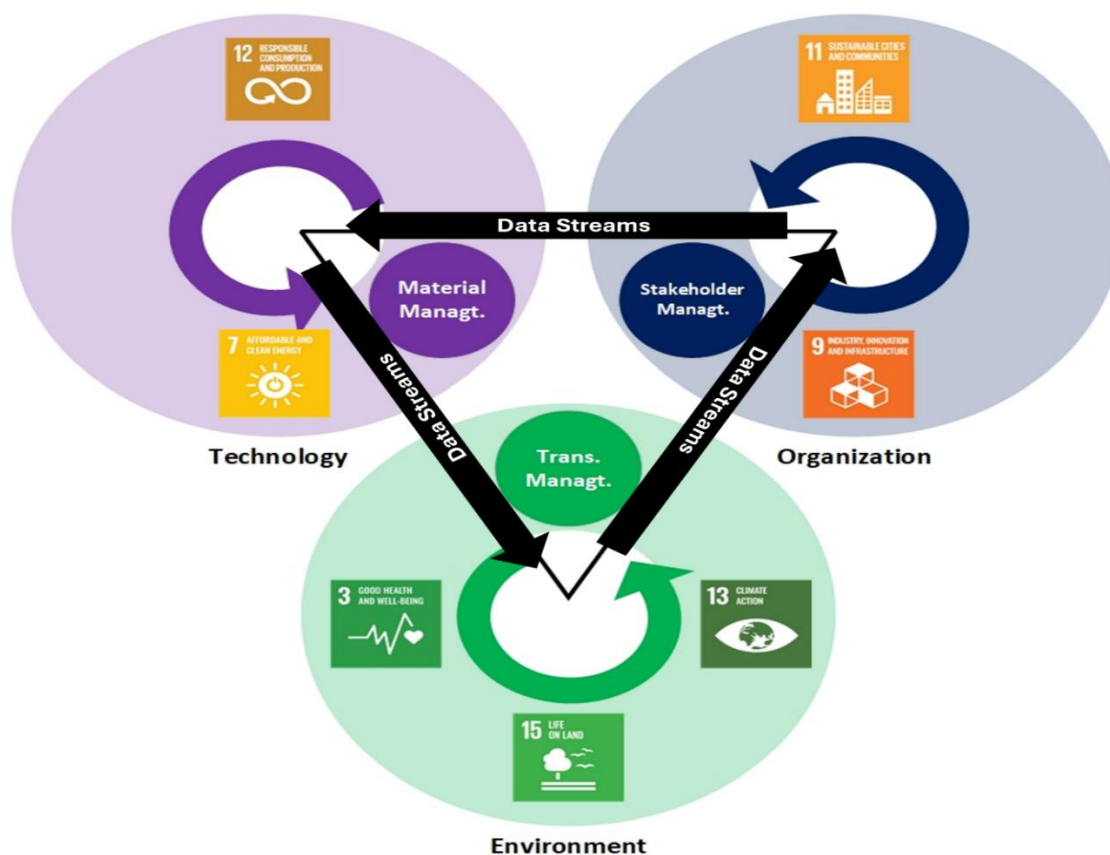 12 RESPONSIBLE
CONSUMPTION
AND PRODUCTION
11 SUSTAINABLE CITIES
AND COMMUNITIES
Data Streams
Material
Managt.
Stakeholder
Managt.
7 AFFORDABLE AND
CLEAN ENERGY
9 INDUSTRY, INNOVATION
AND INFRASTRUCTURE
Data Streams
Data Streams
Technology
Organization
Trans.
Managt.
3 GOOD HEALTH
AND WELL-BEING
13 CLIMATE
ACTION
15 LIFE
ON LAND
Environment